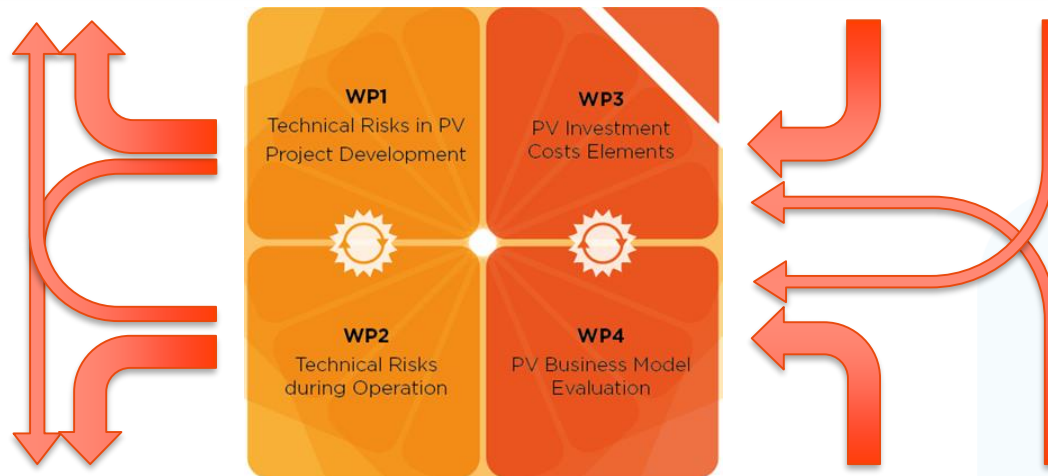 WP1
Technical Risks in PV
Project Development
WP3
PV Investment
Costs Elements
WP2
Technical Risks
during Operation
WP4
PV Business Model
Evaluation